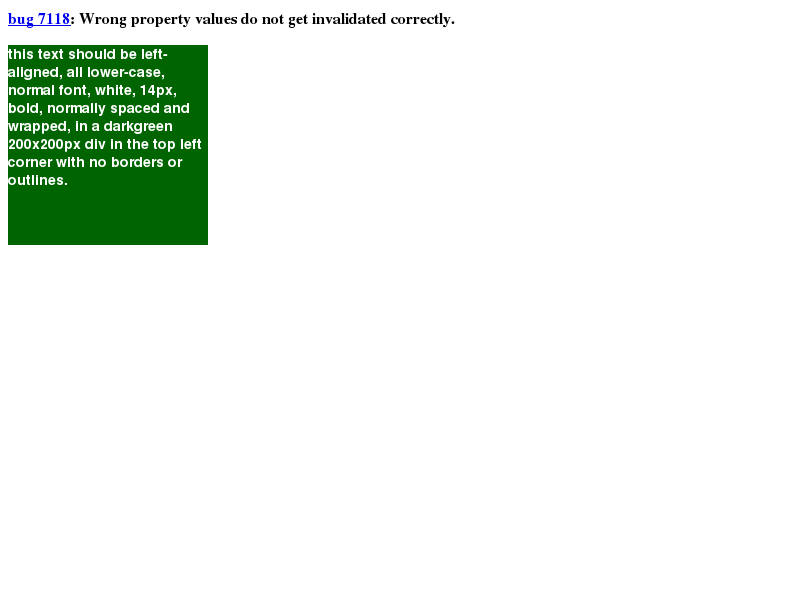 bug 7118: Wrong property values do not get invalidated correctly.
this text should be left-
aligned, all lower-case,
normal font, white, 14px,
bold, normally spaced and
wrapped, in a darkgreen
200x200px div in the top left
corner with no borders or
outlines.